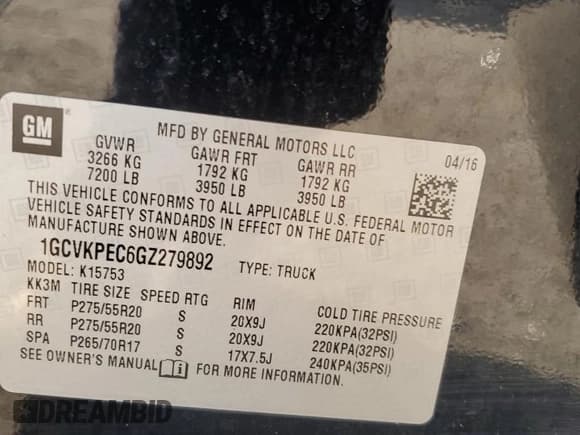 GM
MFD BY GENERAL MOTORS LLC
04/16
GVWR GAWR FRT GAWR RR
3266 KG 1792 KG 1792 KG
7200 LB 3950 LB 3950 LB
THIS VEHICLE CONFORMS TO ALL APPLICABLE U.S. FEDERAL MOTOR
VEHICLE SAFETY STANDARDS IN EFFECT ON THE DATE OF
MANUFACTURE SHOWN ABOVE.
1GCVKPEC6GZ279892 TYPE: TRUCK
MODEL: K15753
KK3M TIRE SIZE SPEED RTG RIM COLD TIRE PRESSURE
FRT P275/55R20 S 20X9J 220KPA(32PSI)
RR P275/55R20 S 20X9J 220KPA(32PSI)
SPA P265/70R17 S 17X7.5J 240KPA(35PSI)
SEE OWNER'S MANUAL i FOR MORE INFORMATION.
DREAMBID